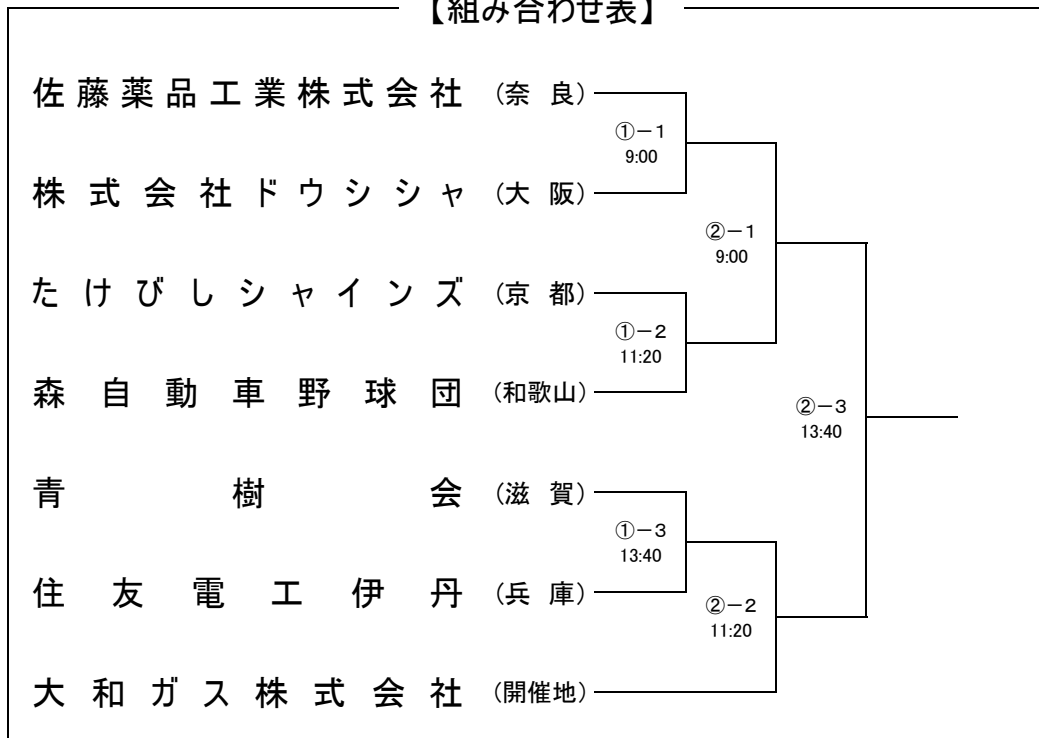 【組み合わせ表】
佐藤薬品工業株式会社 (奈 良)
①－1
9:00
株式会社ドウシシャ (大 阪)
②－1
9:00
たけびしシャインズ (京 都)
①－2
11:20
森自動車野球団 (和歌山)
②－3
13:40
青樹会 (滋 賀)
①－3
13:40
住友電工伊丹 (兵 庫)
②－2
11:20
大和ガス株式会社 (開催地)